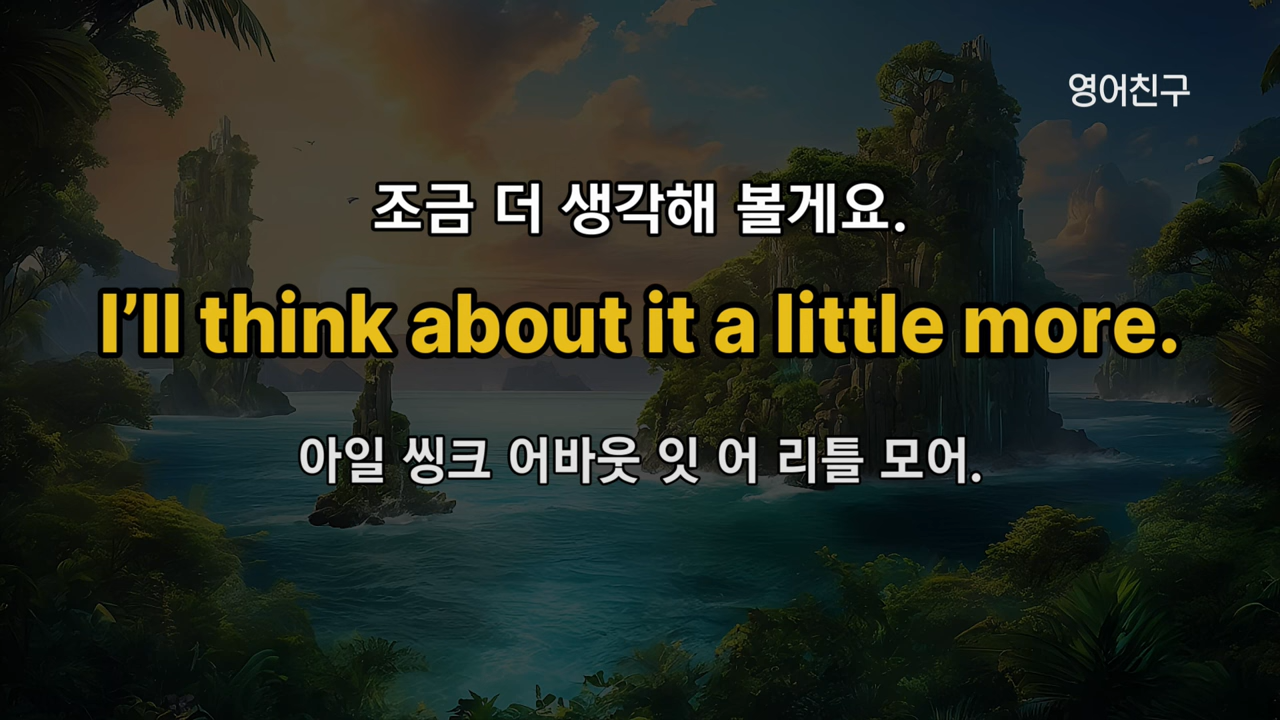 영어친구
조금 더 생각해 볼게요.
I’ll think about it a little more.
아일 씽크 어바웃 잇 어 리틀 모어.